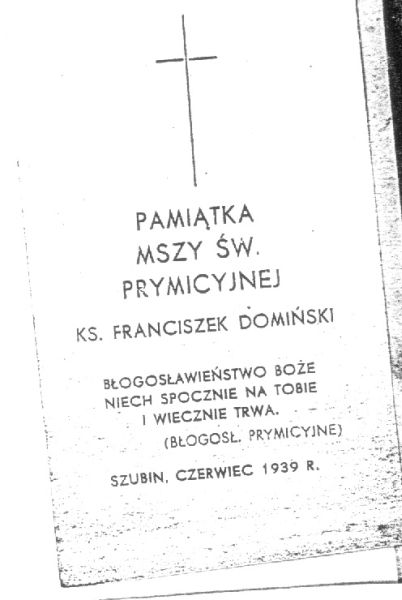 PAMIĄTKA
MSZY ŚW.
PRYMICYJNEJ
KS. FRANCISZEK DOMIŃSKI
BŁOGOSŁAWIEŃSTWO BOŻE
NIECH SPOCZNIE NA TOBIE
I WIECZNIE TRWA.
(BŁOGOSŁ. PRYMICYJNE)
SZUBIN, CZERWIEC 1939 R.